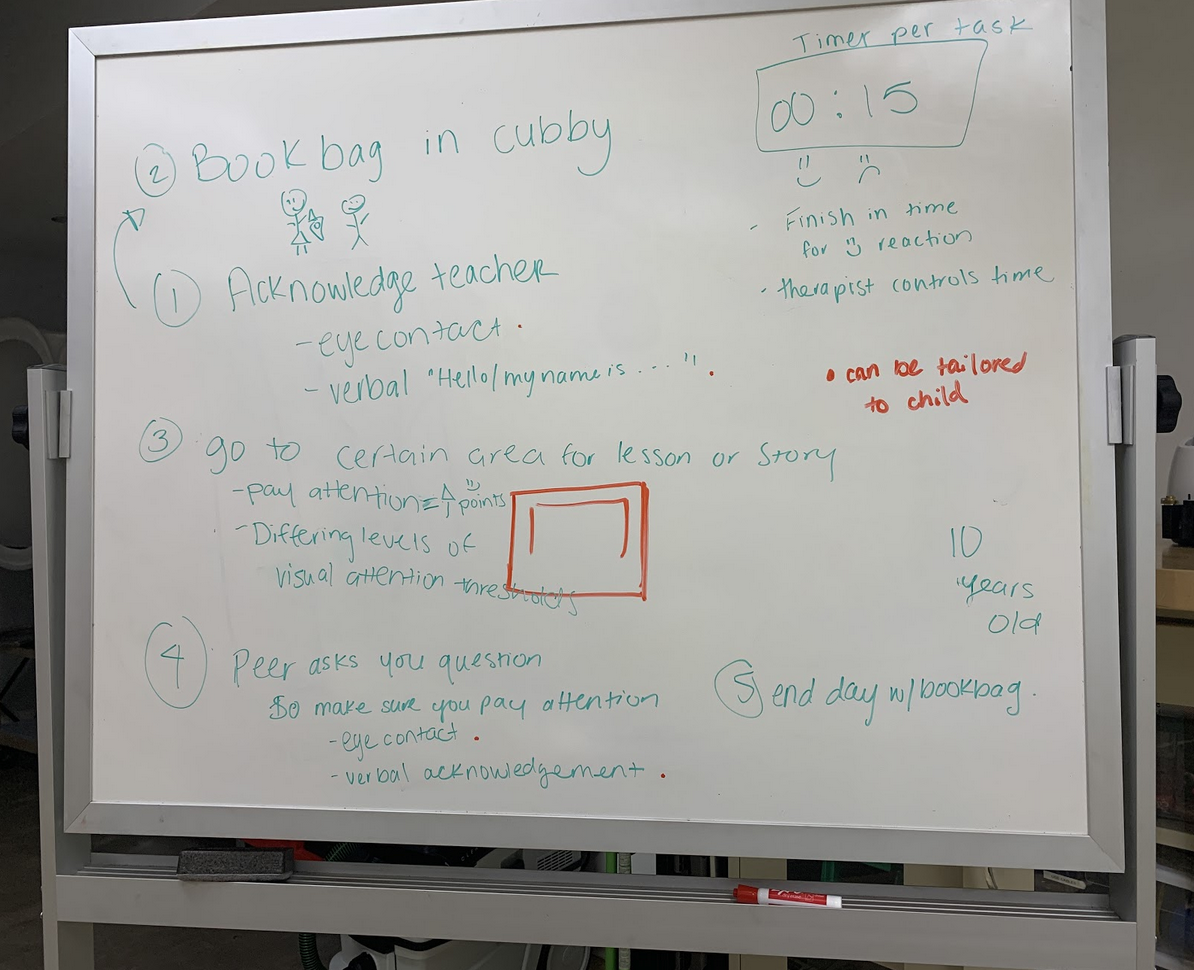 Timer per task
00:15
② Bookbag in cubby
- Finish in time
for :) reaction
· therapist controls time
① Acknowledge teacher
- eye contact ·
- verbal "Hello/my name is ...".
• can be tailored
to child
③ go to certain area for lesson or story
- pay attention = points
- Differing levels of
visual attention thresholds
10
years
old
④ Peer asks you question
So make sure you pay attention
- eye contact .
- verbal acknowledgement .
⑤ end day w/bookbag.